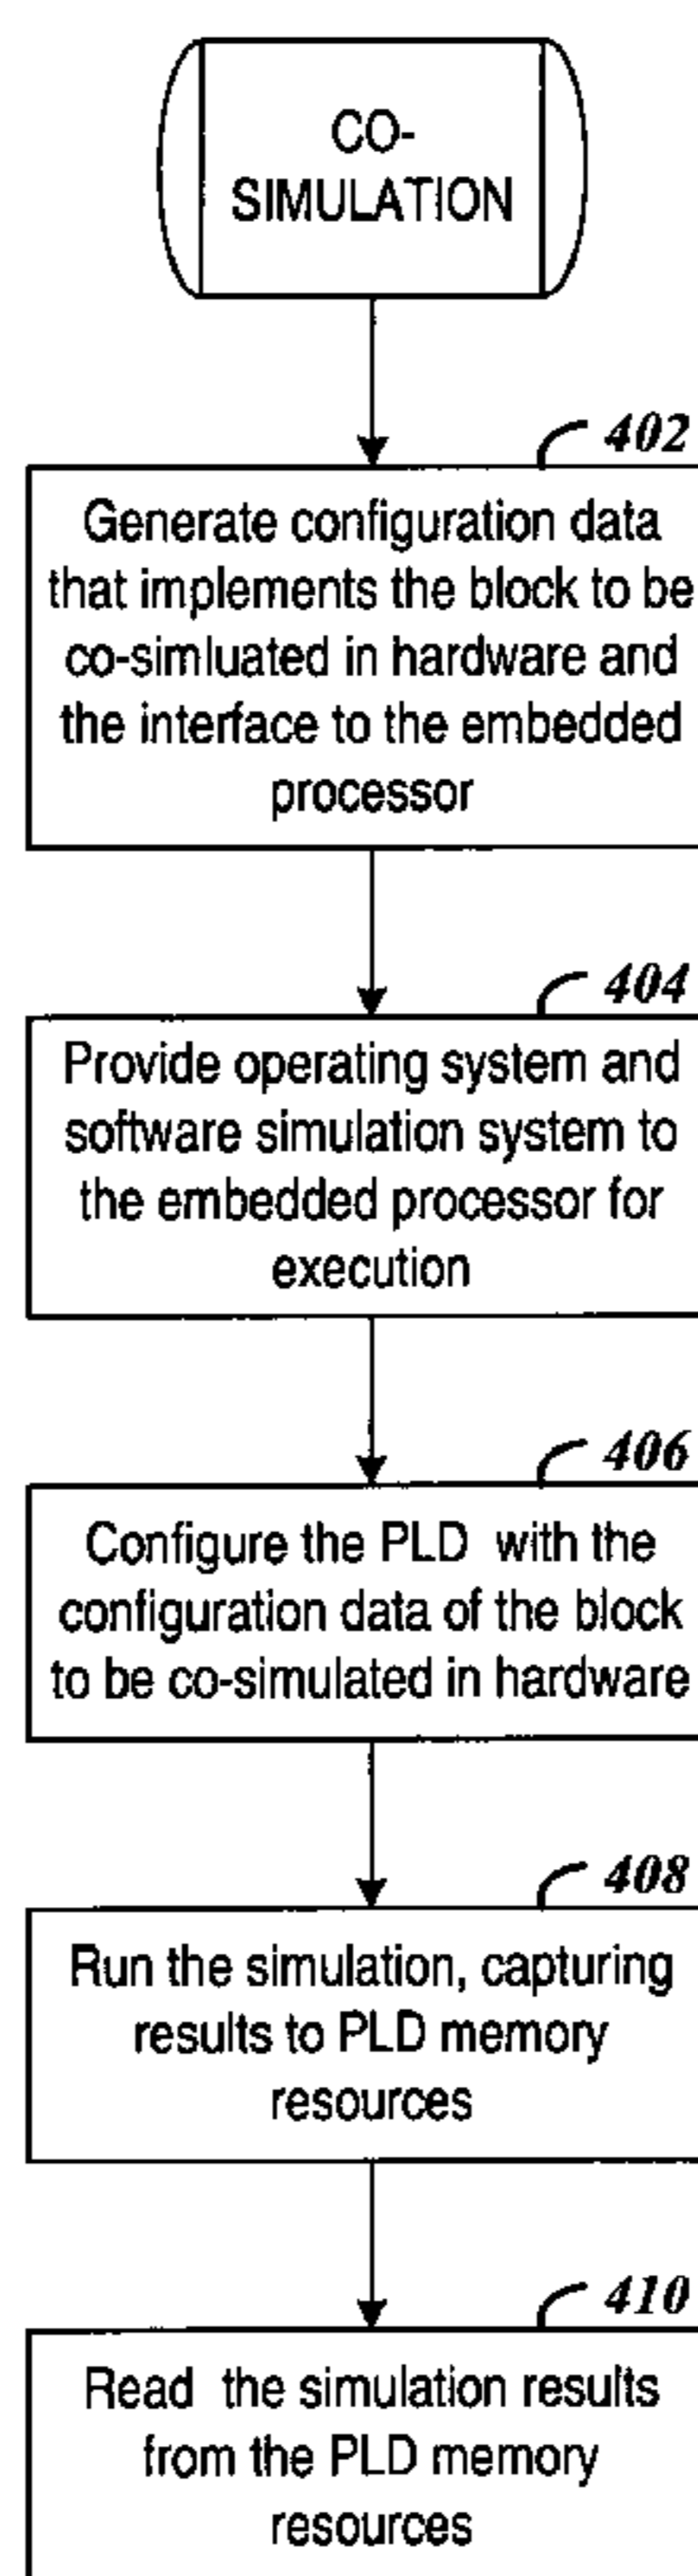 CO-
SIMULATION
402
Generate configuration data
that implements the block to be
co-simluated in hardware and
the interface to the embedded
processor
404
Provide operating system and
software simulation system to
the embedded processor for
execution
406
Configure the PLD with the
configuration data of the block
to be co-simulated in hardware
408
Run the simulation, capturing
results to PLD memory
resources
410
Read the simulation results
from the PLD memory
resources